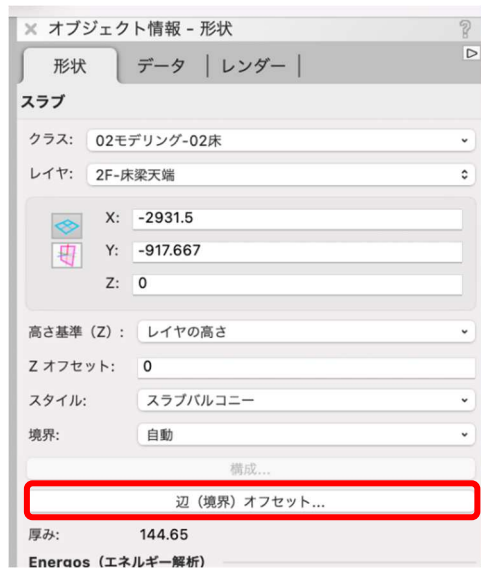 オブジェクト情報 - 形状
形状 データ レンダー
スラブ
クラス: 02モデリング-02床
レイヤ: 2F-床梁天端
X: -2931.5
Y: -917.667
Z: 0
高さ基準（Z）: レイヤの高さ
Z オフセット: 0
スタイル: スラブバルコニー
境界: 自動
構成...
辺（境界）オフセット...
厚み: 144.65
Energos（エネルギー解析）